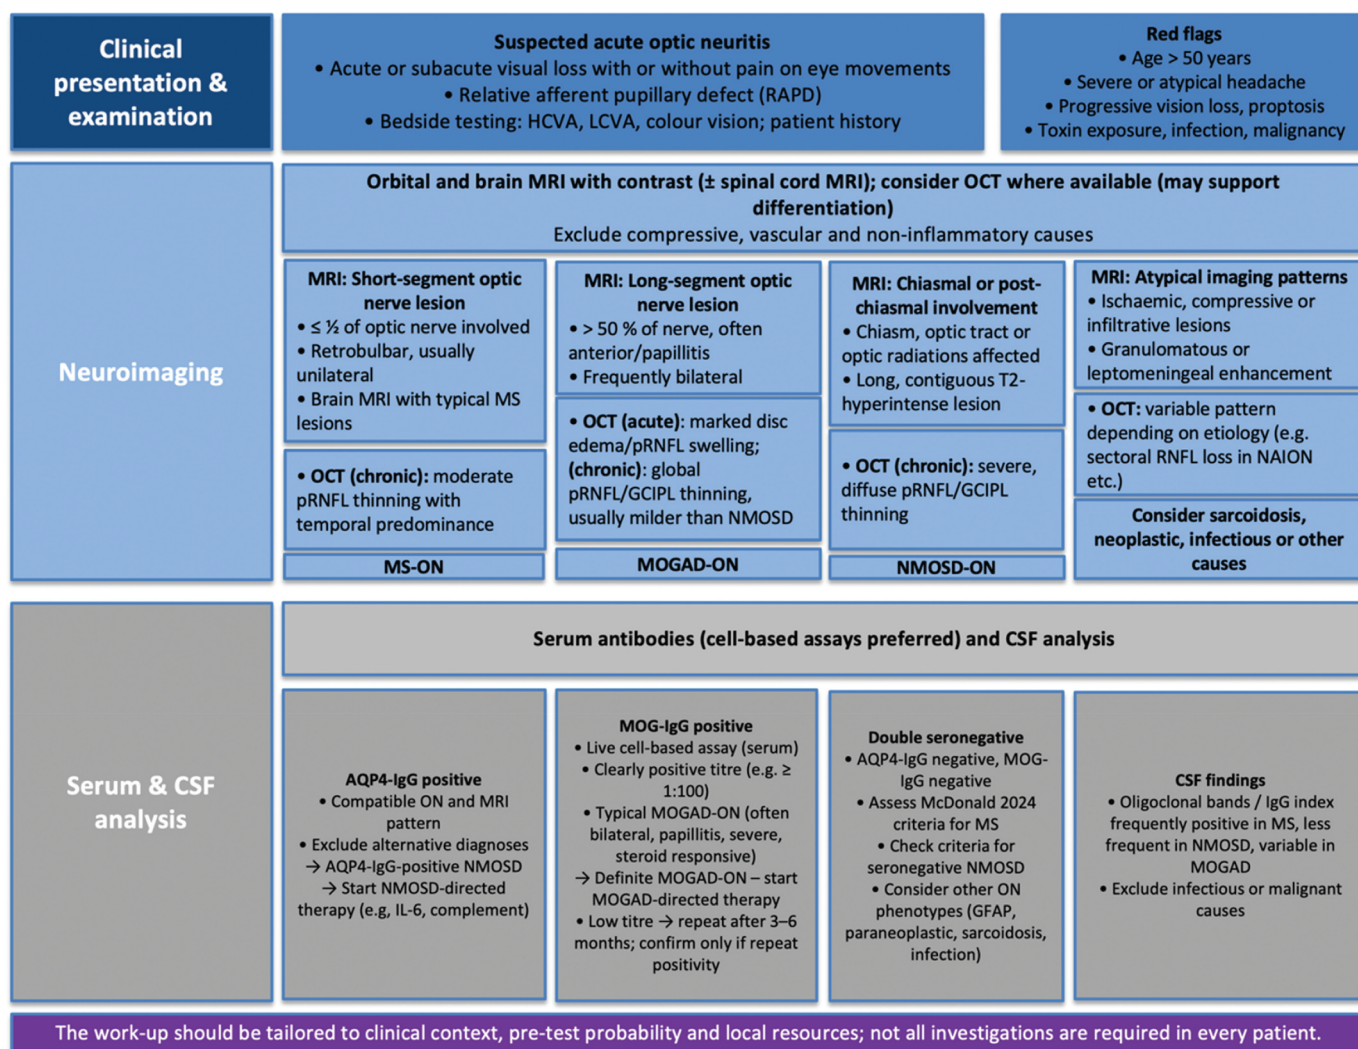 Clinical
presentation &
examination
Suspected acute optic neuritis
• Acute or subacute visual loss with or without pain on eye movements
• Relative afferent pupillary defect (RAPD)
• Bedside testing: HCVA, LCVA, colour vision; patient history
Red flags
• Age > 50 years
• Severe or atypical headache
• Progressive vision loss, proptosis
• Toxin exposure, infection, malignancy
Neuroimaging
Orbital and brain MRI with contrast (± spinal cord MRI); consider OCT where available (may support
differentiation)
Exclude compressive, vascular and non-inflammatory causes
MRI: Short-segment optic
nerve lesion
• ≤ ½ of optic nerve involved
• Retrobulbar, usually
unilateral
• Brain MRI with typical MS
lesions
• OCT (chronic): moderate
pRNFL thinning with
temporal predominance
MS-ON
MRI: Long-segment optic
nerve lesion
• > 50 % of nerve, often
anterior/papillitis
• Frequently bilateral
• OCT (acute): marked disc
edema/pRNFL swelling;
(chronic): global
pRNFL/GCIPL thinning,
usually milder than NMOSD
MOGAD-ON
MRI: Chiasmal or post-
chiasmal involvement
• Chiasm, optic tract or
optic radiations affected
• Long, contiguous T2-
hyperintense lesion
• OCT (chronic): severe,
diffuse pRNFL/GCIPL
thinning
NMOSD-ON
MRI: Atypical imaging patterns
• Ischaemic, compressive or
infiltrative lesions
• Granulomatous or
leptomeningeal enhancement
• OCT: variable pattern
depending on etiology (e.g.
sectoral RNFL loss in NAION
etc.)
Consider sarcoidosis,
neoplastic, infectious or other
causes
Serum & CSF
analysis
Serum antibodies (cell-based assays preferred) and CSF analysis
AQP4-IgG positive
• Compatible ON and MRI
pattern
• Exclude alternative diagnoses
→ AQP4-IgG-positive NMOSD
→ Start NMOSD-directed
therapy (e.g, IL-6, complement)
MOG-IgG positive
• Live cell-based assay (serum)
• Clearly positive titre (e.g. ≥
1:100)
• Typical MOGAD-ON (often
bilateral, papillitis, severe,
steroid responsive)
→ Definite MOGAD-ON – start
MOGAD-directed therapy
• Low titre → repeat after 3–6
months; confirm only if repeat
positivity
Double seronegative
• AQP4-IgG negative, MOG-
IgG negative
• Assess McDonald 2024
criteria for MS
• Check criteria for
seronegative NMOSD
• Consider other ON
phenotypes (GFAP,
paraneoplastic, sarcoidosis,
infection)
CSF findings
• Oligoclonal bands / IgG index
frequently positive in MS, less
frequent in NMOSD, variable in
MOGAD
• Exclude infectious or malignant
causes
The work-up should be tailored to clinical context, pre-test probability and local resources; not all investigations are required in every patient.